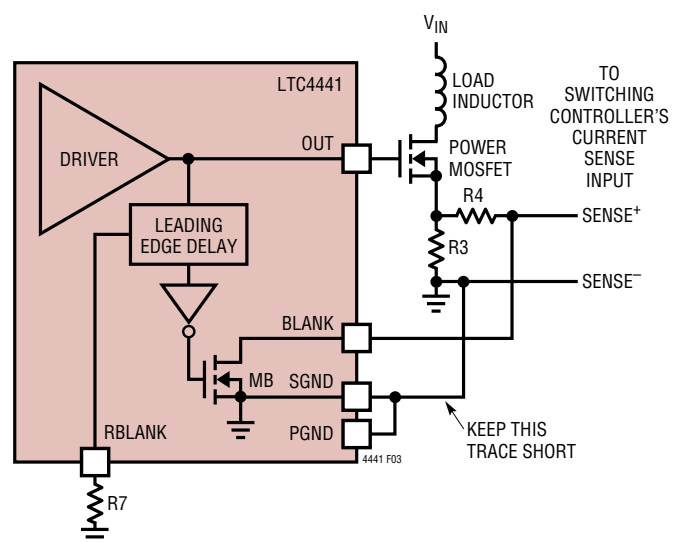 V_IN
LTC4441
LOAD
INDUCTOR
TO
SWITCHING
CONTROLLER'S
CURRENT
SENSE
INPUT
OUT
DRIVER
POWER
MOSFET
R4
SENSE+
LEADING
EDGE DELAY
R3
SENSE–
BLANK
MB
SGND
PGND
RBLANK
KEEP THIS
TRACE SHORT
4441 F03
R7